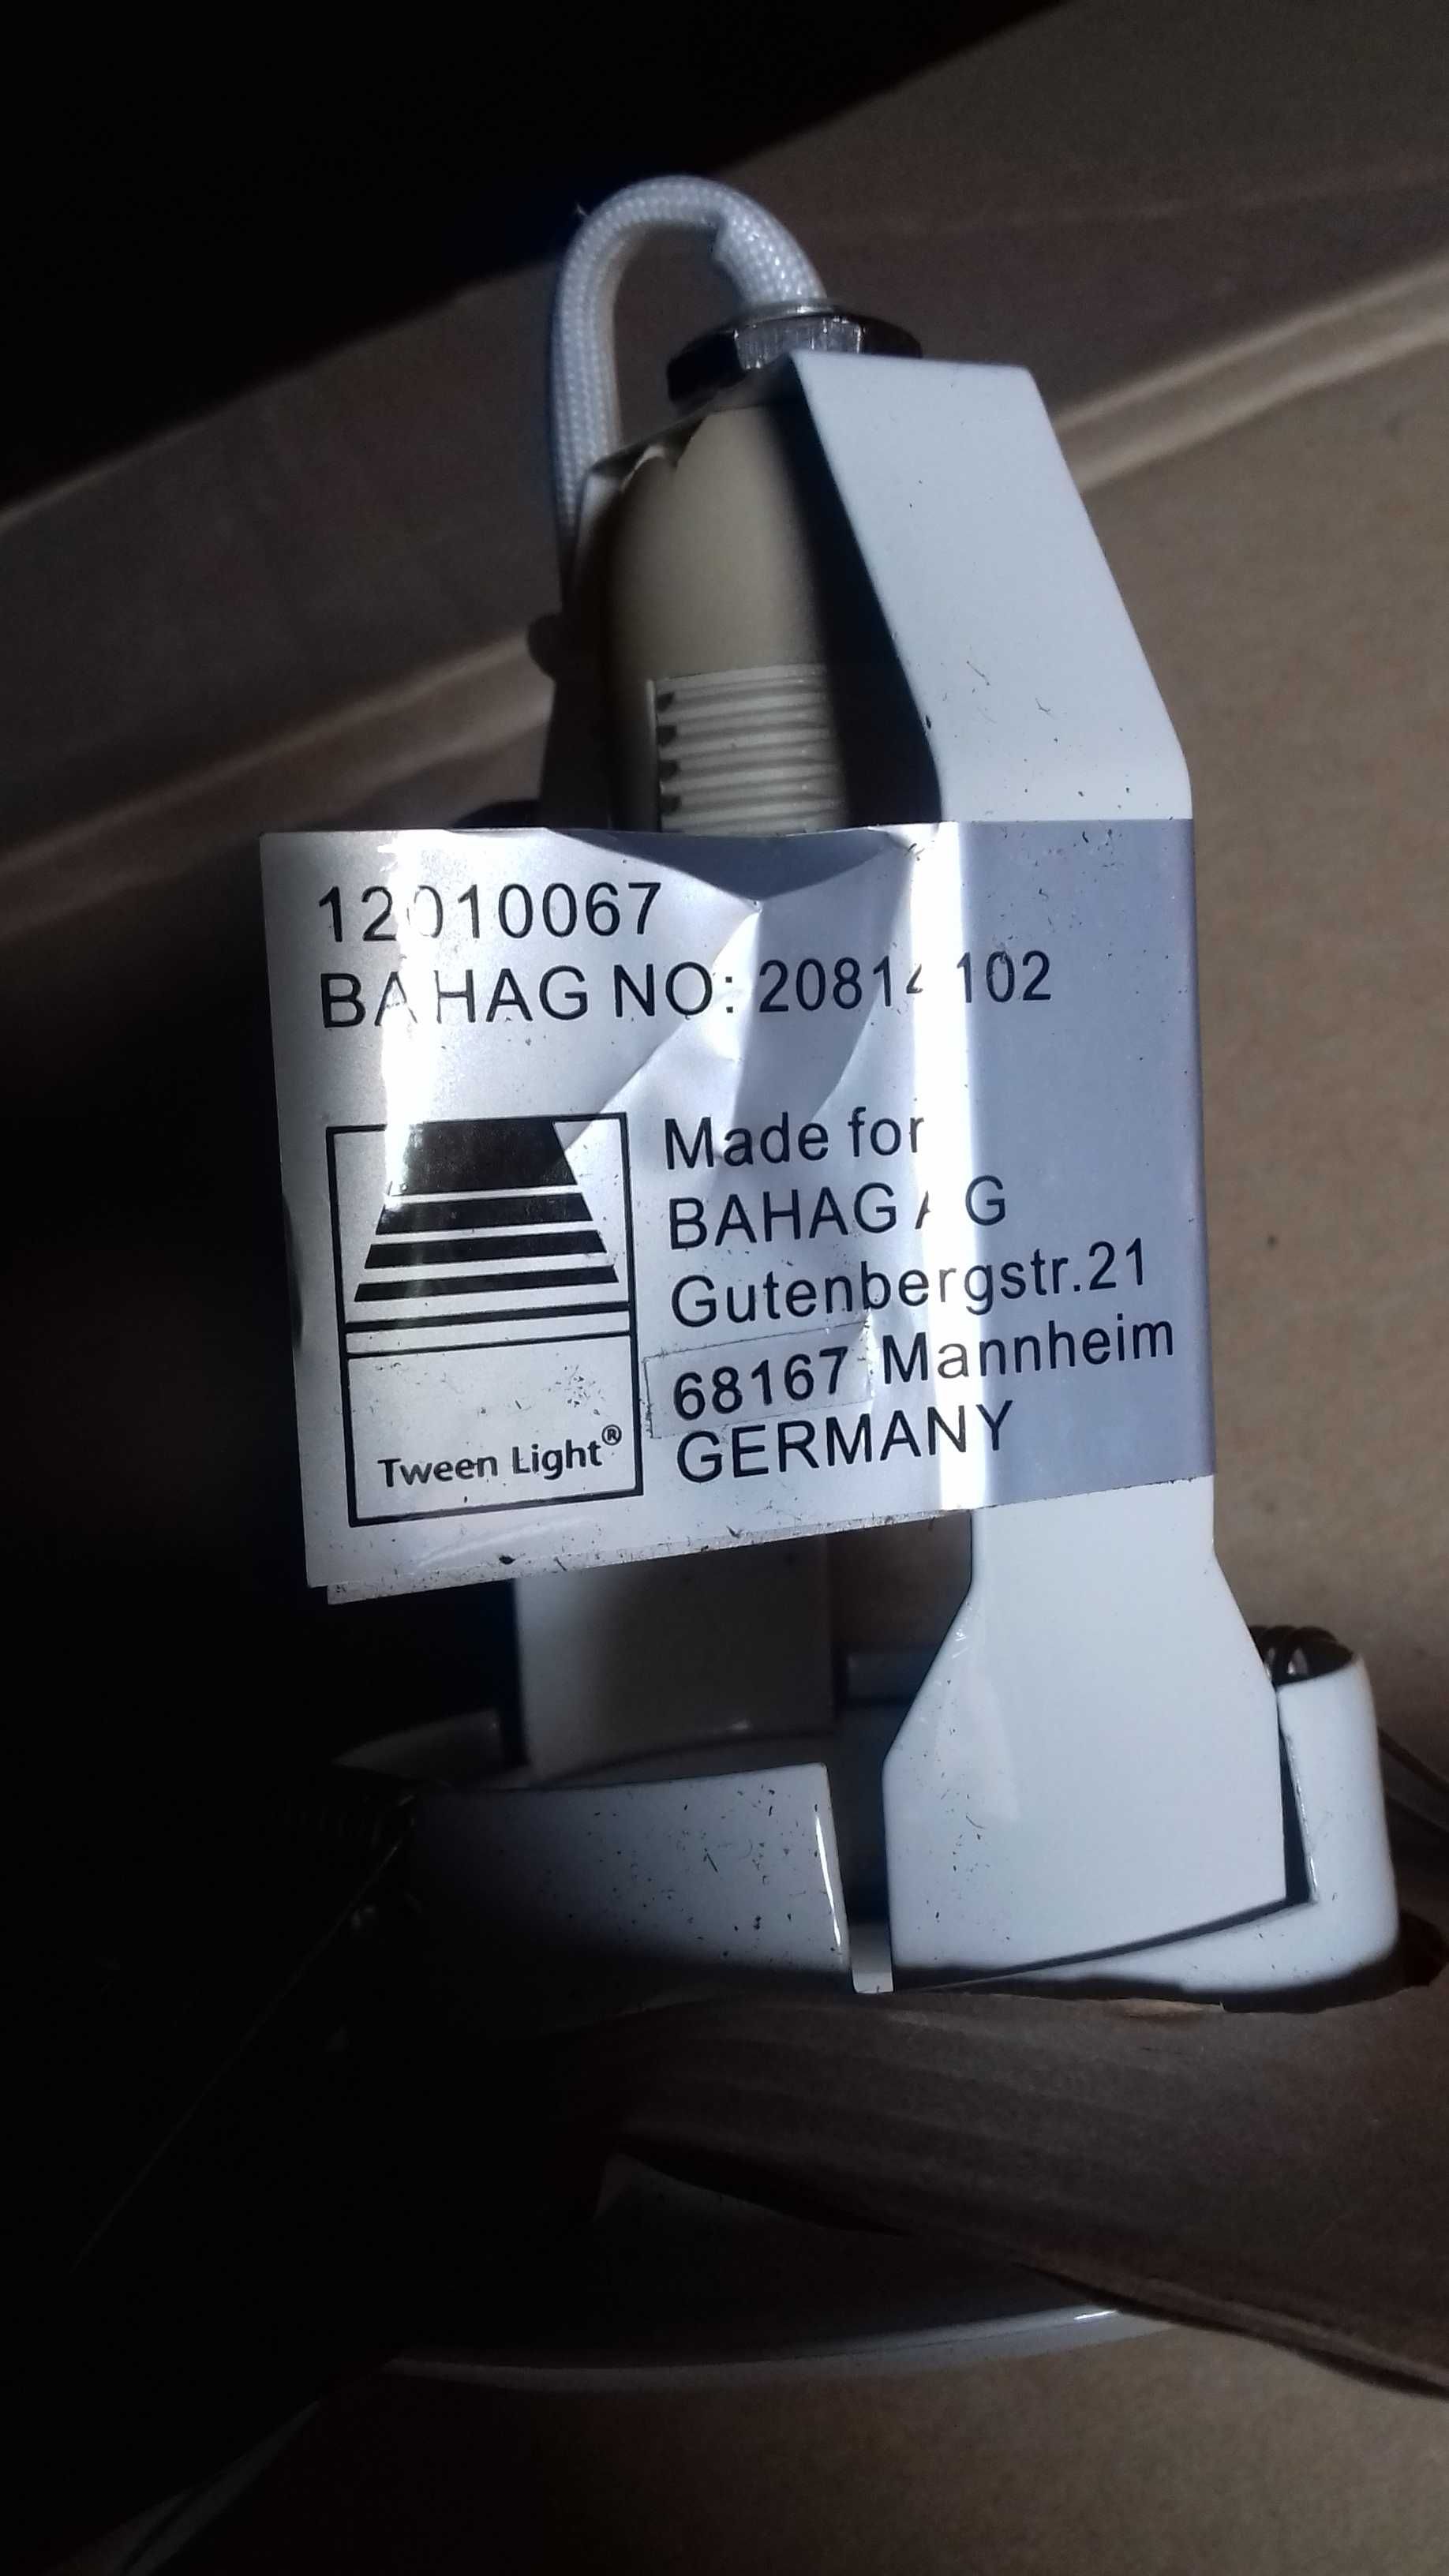 12010067
BAHAG NO: 20814102
Made for
BAHAG AG
Gutenbergstr.21
68167 Mannheim
GERMANY
Tween Light®